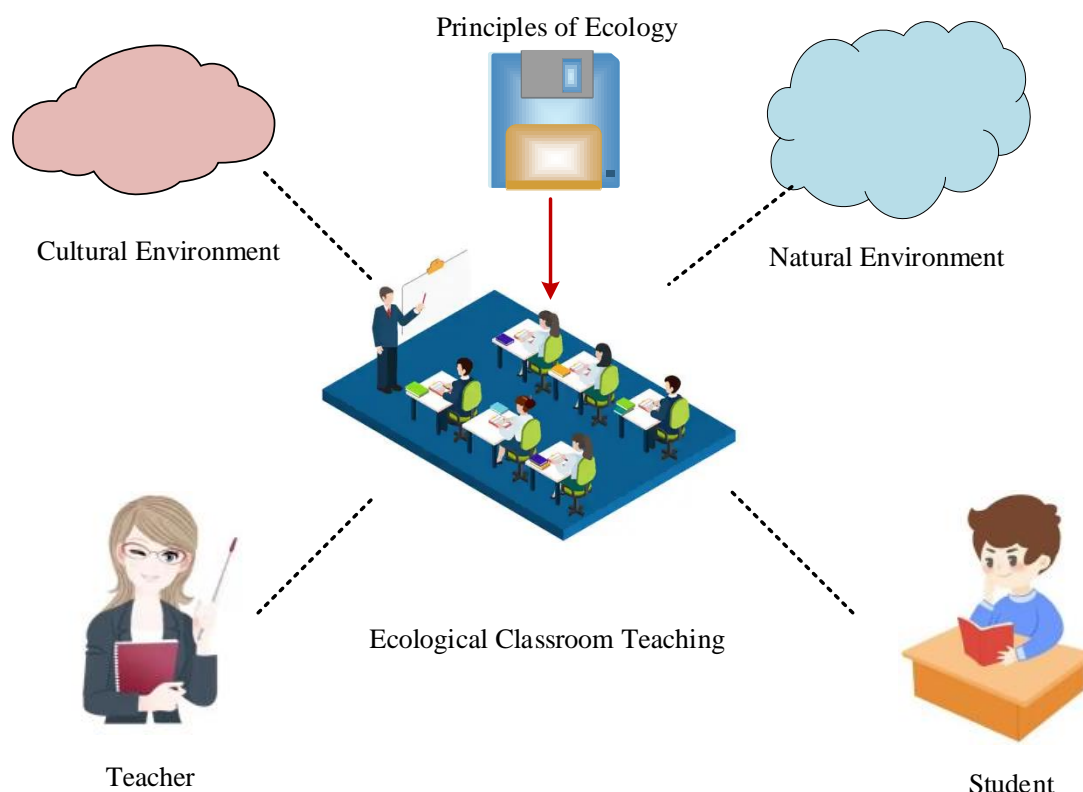 Principles of Ecology
Cultural Environment
Natural Environment
Ecological Classroom Teaching
Teacher
Student